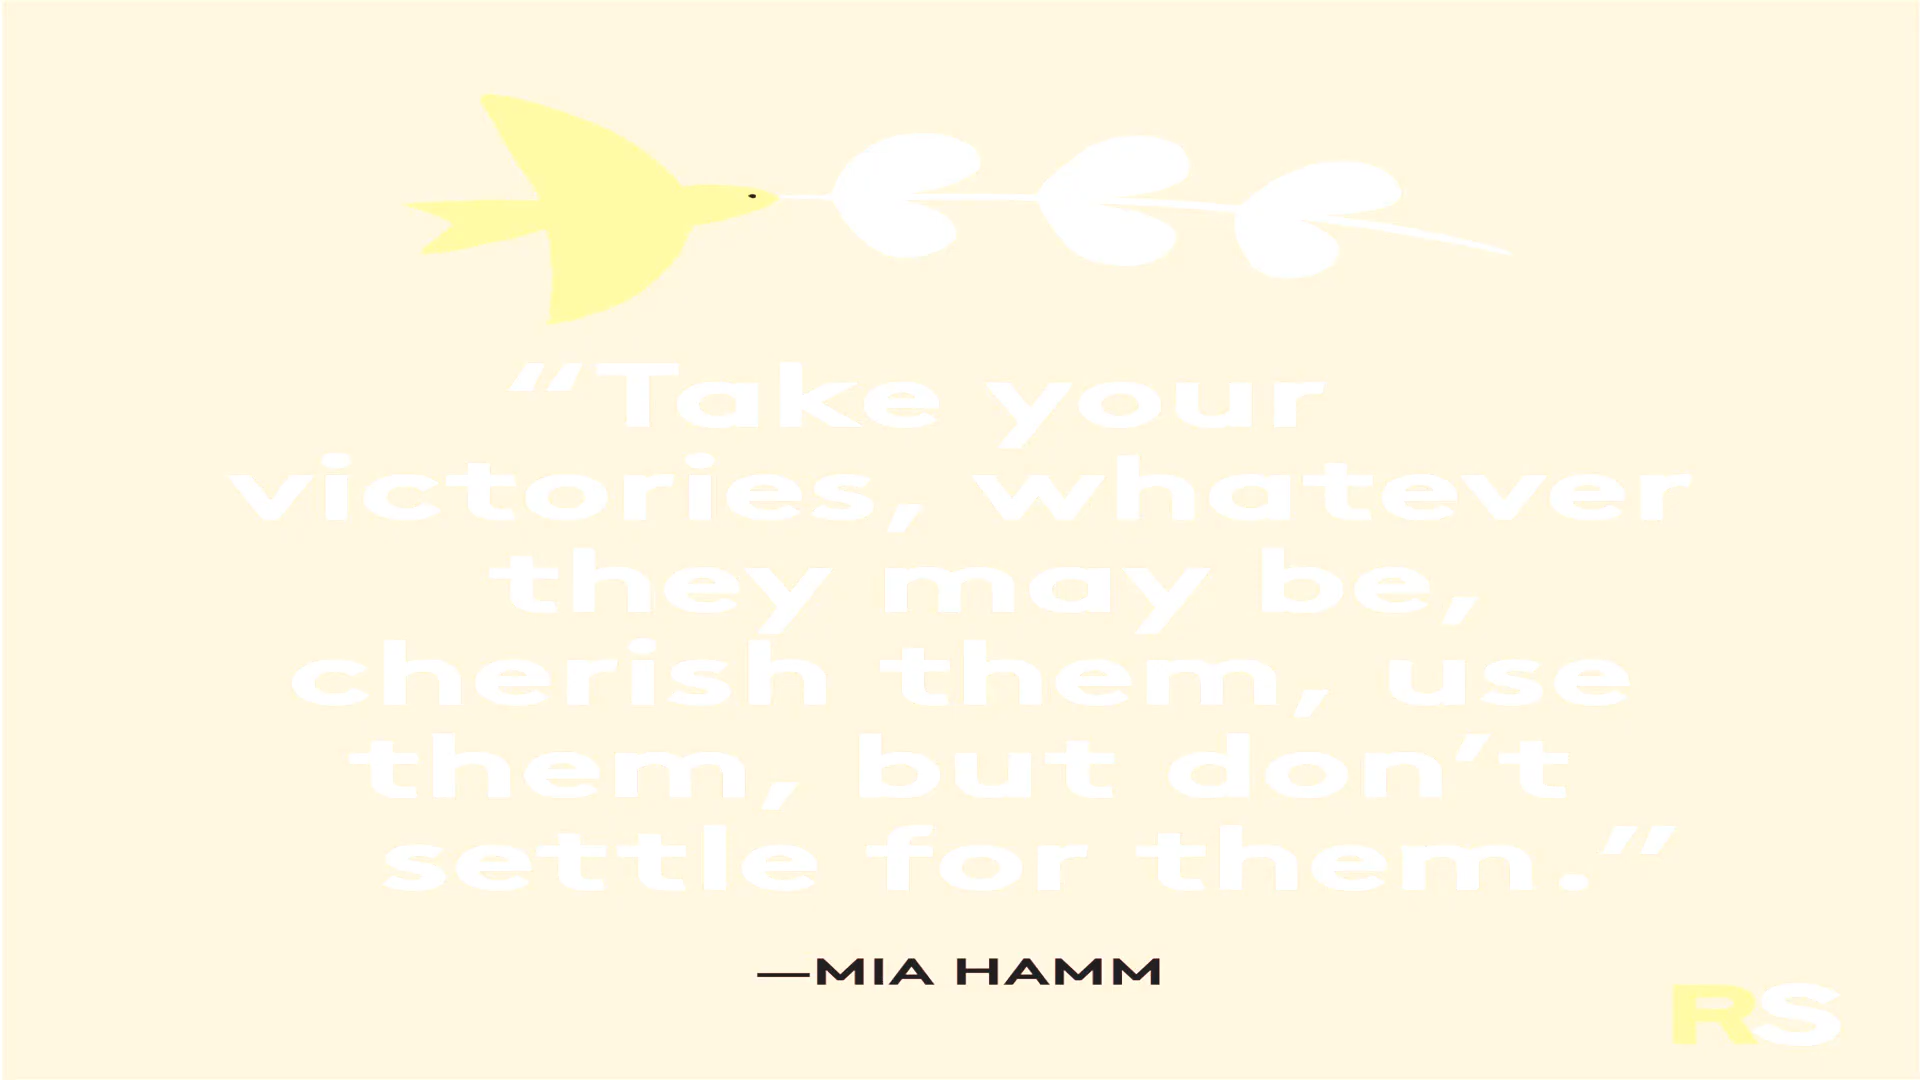 “Take your
victories, whatever
they may be,
cherish them, use
them, but don’t
settle for them.”
—MIA HAMM
RS